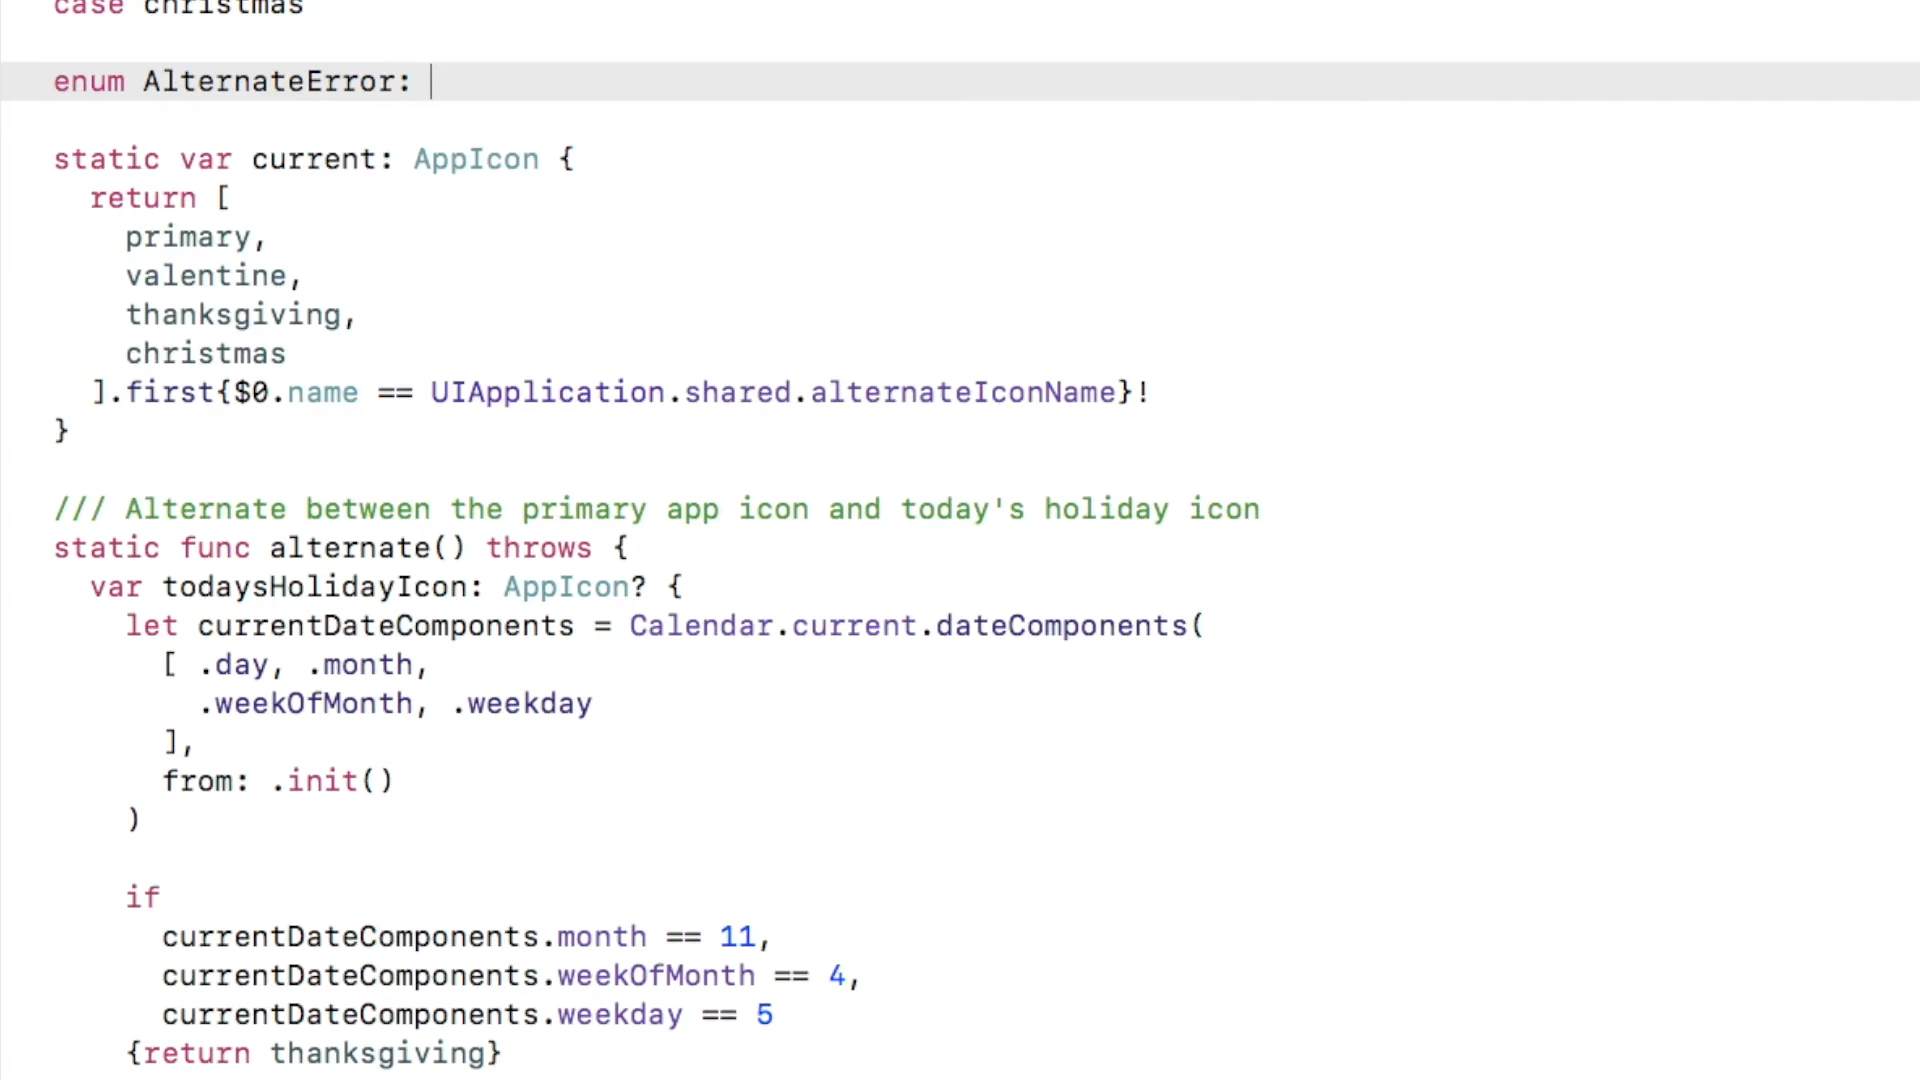 case christmas
enum AlternateError:
static var current: AppIcon {
return [
primary,
valentine,
thanksgiving,
christmas
].first{$0.name == UIApplication.shared.alternateIconName}!
}
/// Alternate between the primary app icon and today's holiday icon
static func alternate() throws {
var todaysHolidayIcon: AppIcon? {
let currentDateComponents = Calendar.current.dateComponents(
[ .day, .month,
.weekOfMonth, .weekday
],
from: .init()
)
if
currentDateComponents.month == 11,
currentDateComponents.weekOfMonth == 4,
currentDateComponents.weekday == 5
{return thanksgiving}